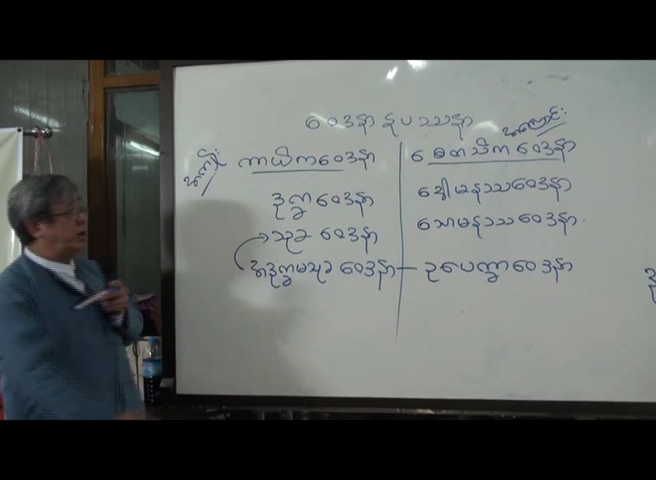 ဝေဒနာနုပဿနာ
ကာယိကဝေဒနာ စေတသိကဝေဒနာ
ဒုက္ခဝေဒနာ ဒေါမနဿဝေဒနာ
သုခဝေဒနာ သောမနဿဝေဒနာ
အဒုက္ခမသုခဝေဒနာ — ဥပေက္ခာဝေဒနာ